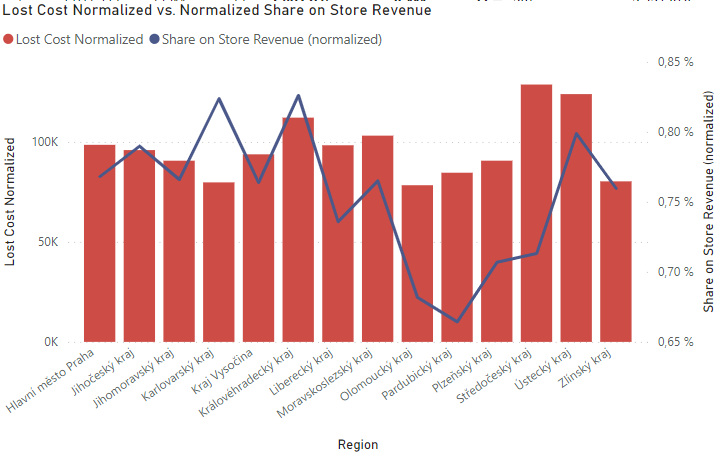 Lost Cost Normalized vs. Normalized Share on Store Revenue
Lost Cost Normalized Share on Store Revenue (normalized)
Lost Cost Normalized
100K
50K
0K
0,85 %
0,80 %
0,75 %
0,70 %
0,65 %
Share on Store Revenue (normalized)
Hlavní město Praha
Jihočeský kraj
Jihomoravský kraj
Karlovarský kraj
Kraj Vysočina
Královéhradecký kraj
Liberecký kraj
Moravskoslezský kraj
Olomoucký kraj
Pardubický kraj
Plzeňský kraj
Středočeský kraj
Ústecký kraj
Zlínský kraj
Region